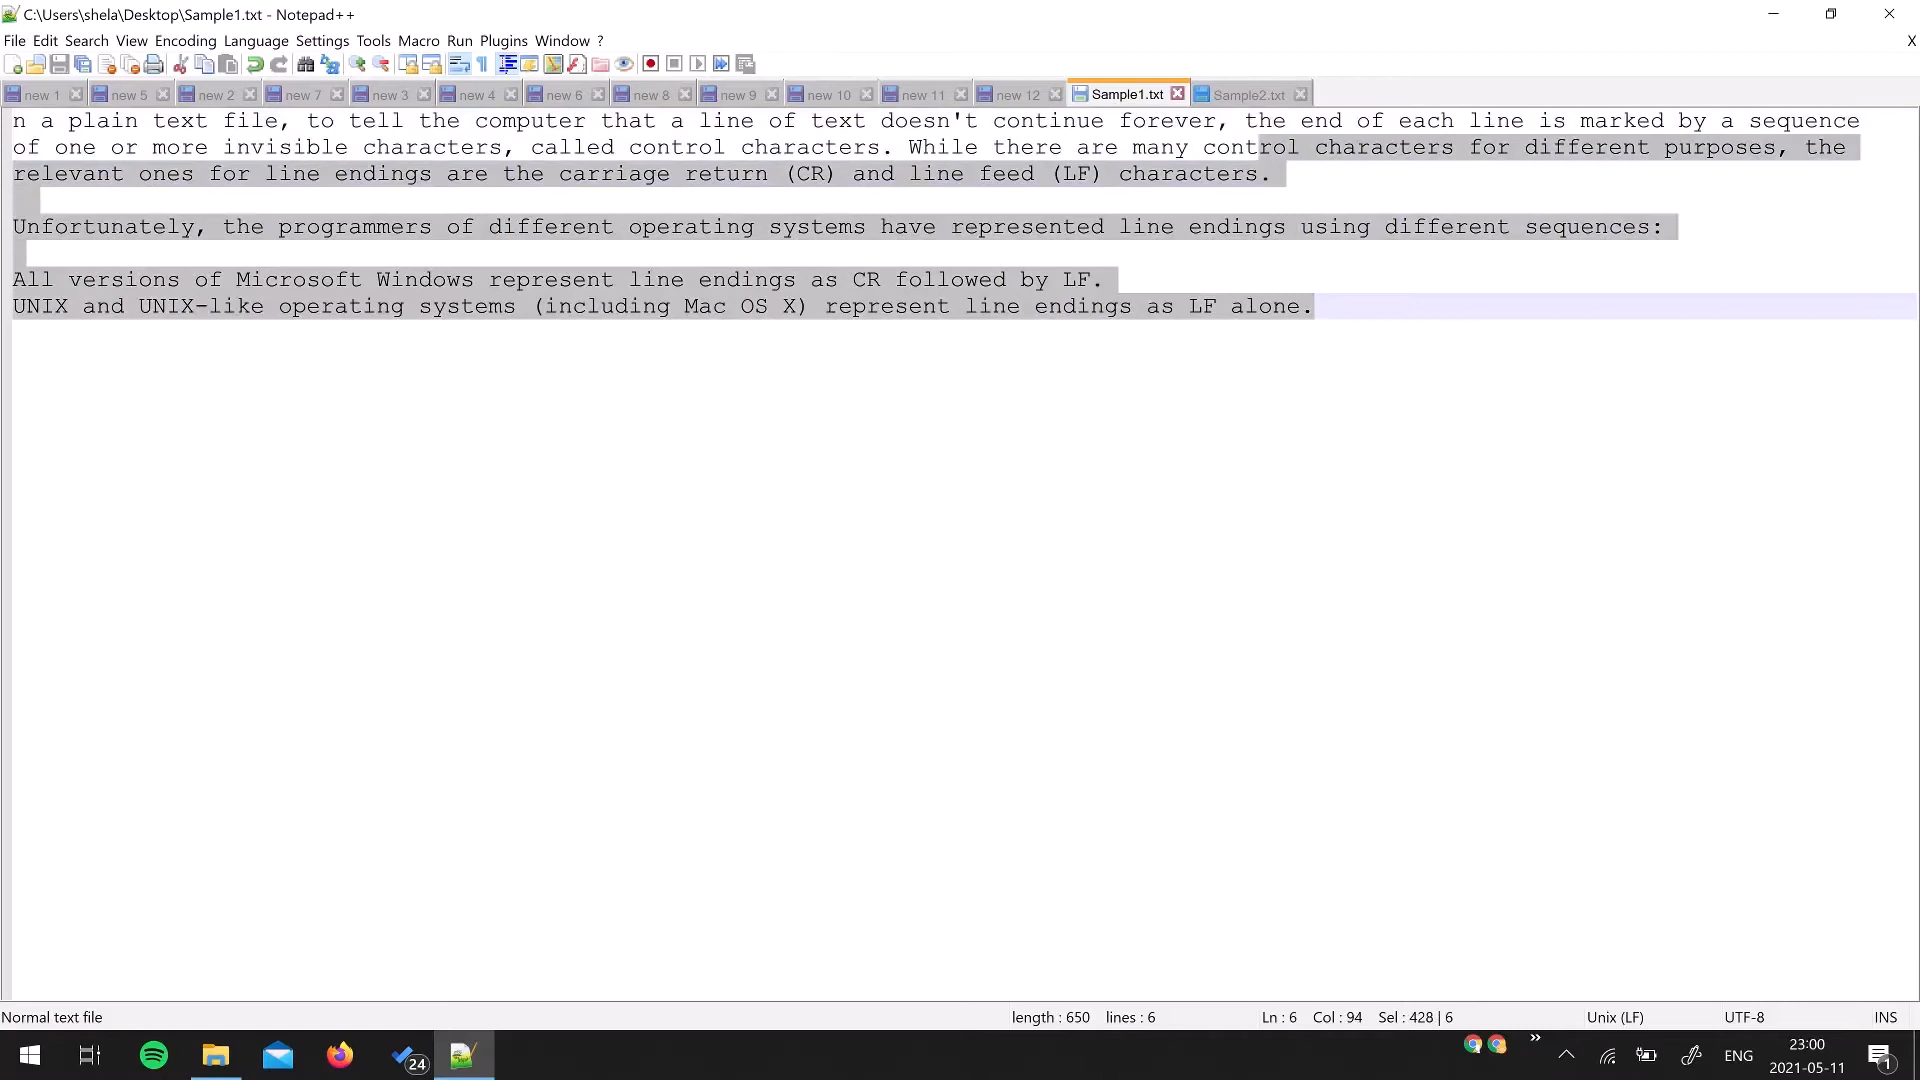 C:\Users\shela\Desktop\Sample1.txt - Notepad++
File Edit Search View Encoding Language Settings Tools Macro Run Plugins Window ?
X
new 1 new 5 new 2 new 7 new 3 new 4 new 6 new 8 new 9 new 10 new 11 new 12 Sample1.txt Sample2.txt
n a plain text file, to tell the computer that a line of text doesn't continue forever, the end of each line is marked by a sequence
of one or more invisible characters, called control characters. While there are many control characters for different purposes, the
relevant ones for line endings are the carriage return (CR) and line feed (LF) characters.
Unfortunately, the programmers of different operating systems have represented line endings using different sequences:
All versions of Microsoft Windows represent line endings as CR followed by LF.
UNIX and UNIX-like operating systems (including Mac OS X) represent line endings as LF alone.
Normal text file length : 650 lines : 6 Ln : 6 Col : 94 Sel : 428 | 6 Unix (LF) UTF-8 INS
24 ENG 23:00
2021-05-11 1